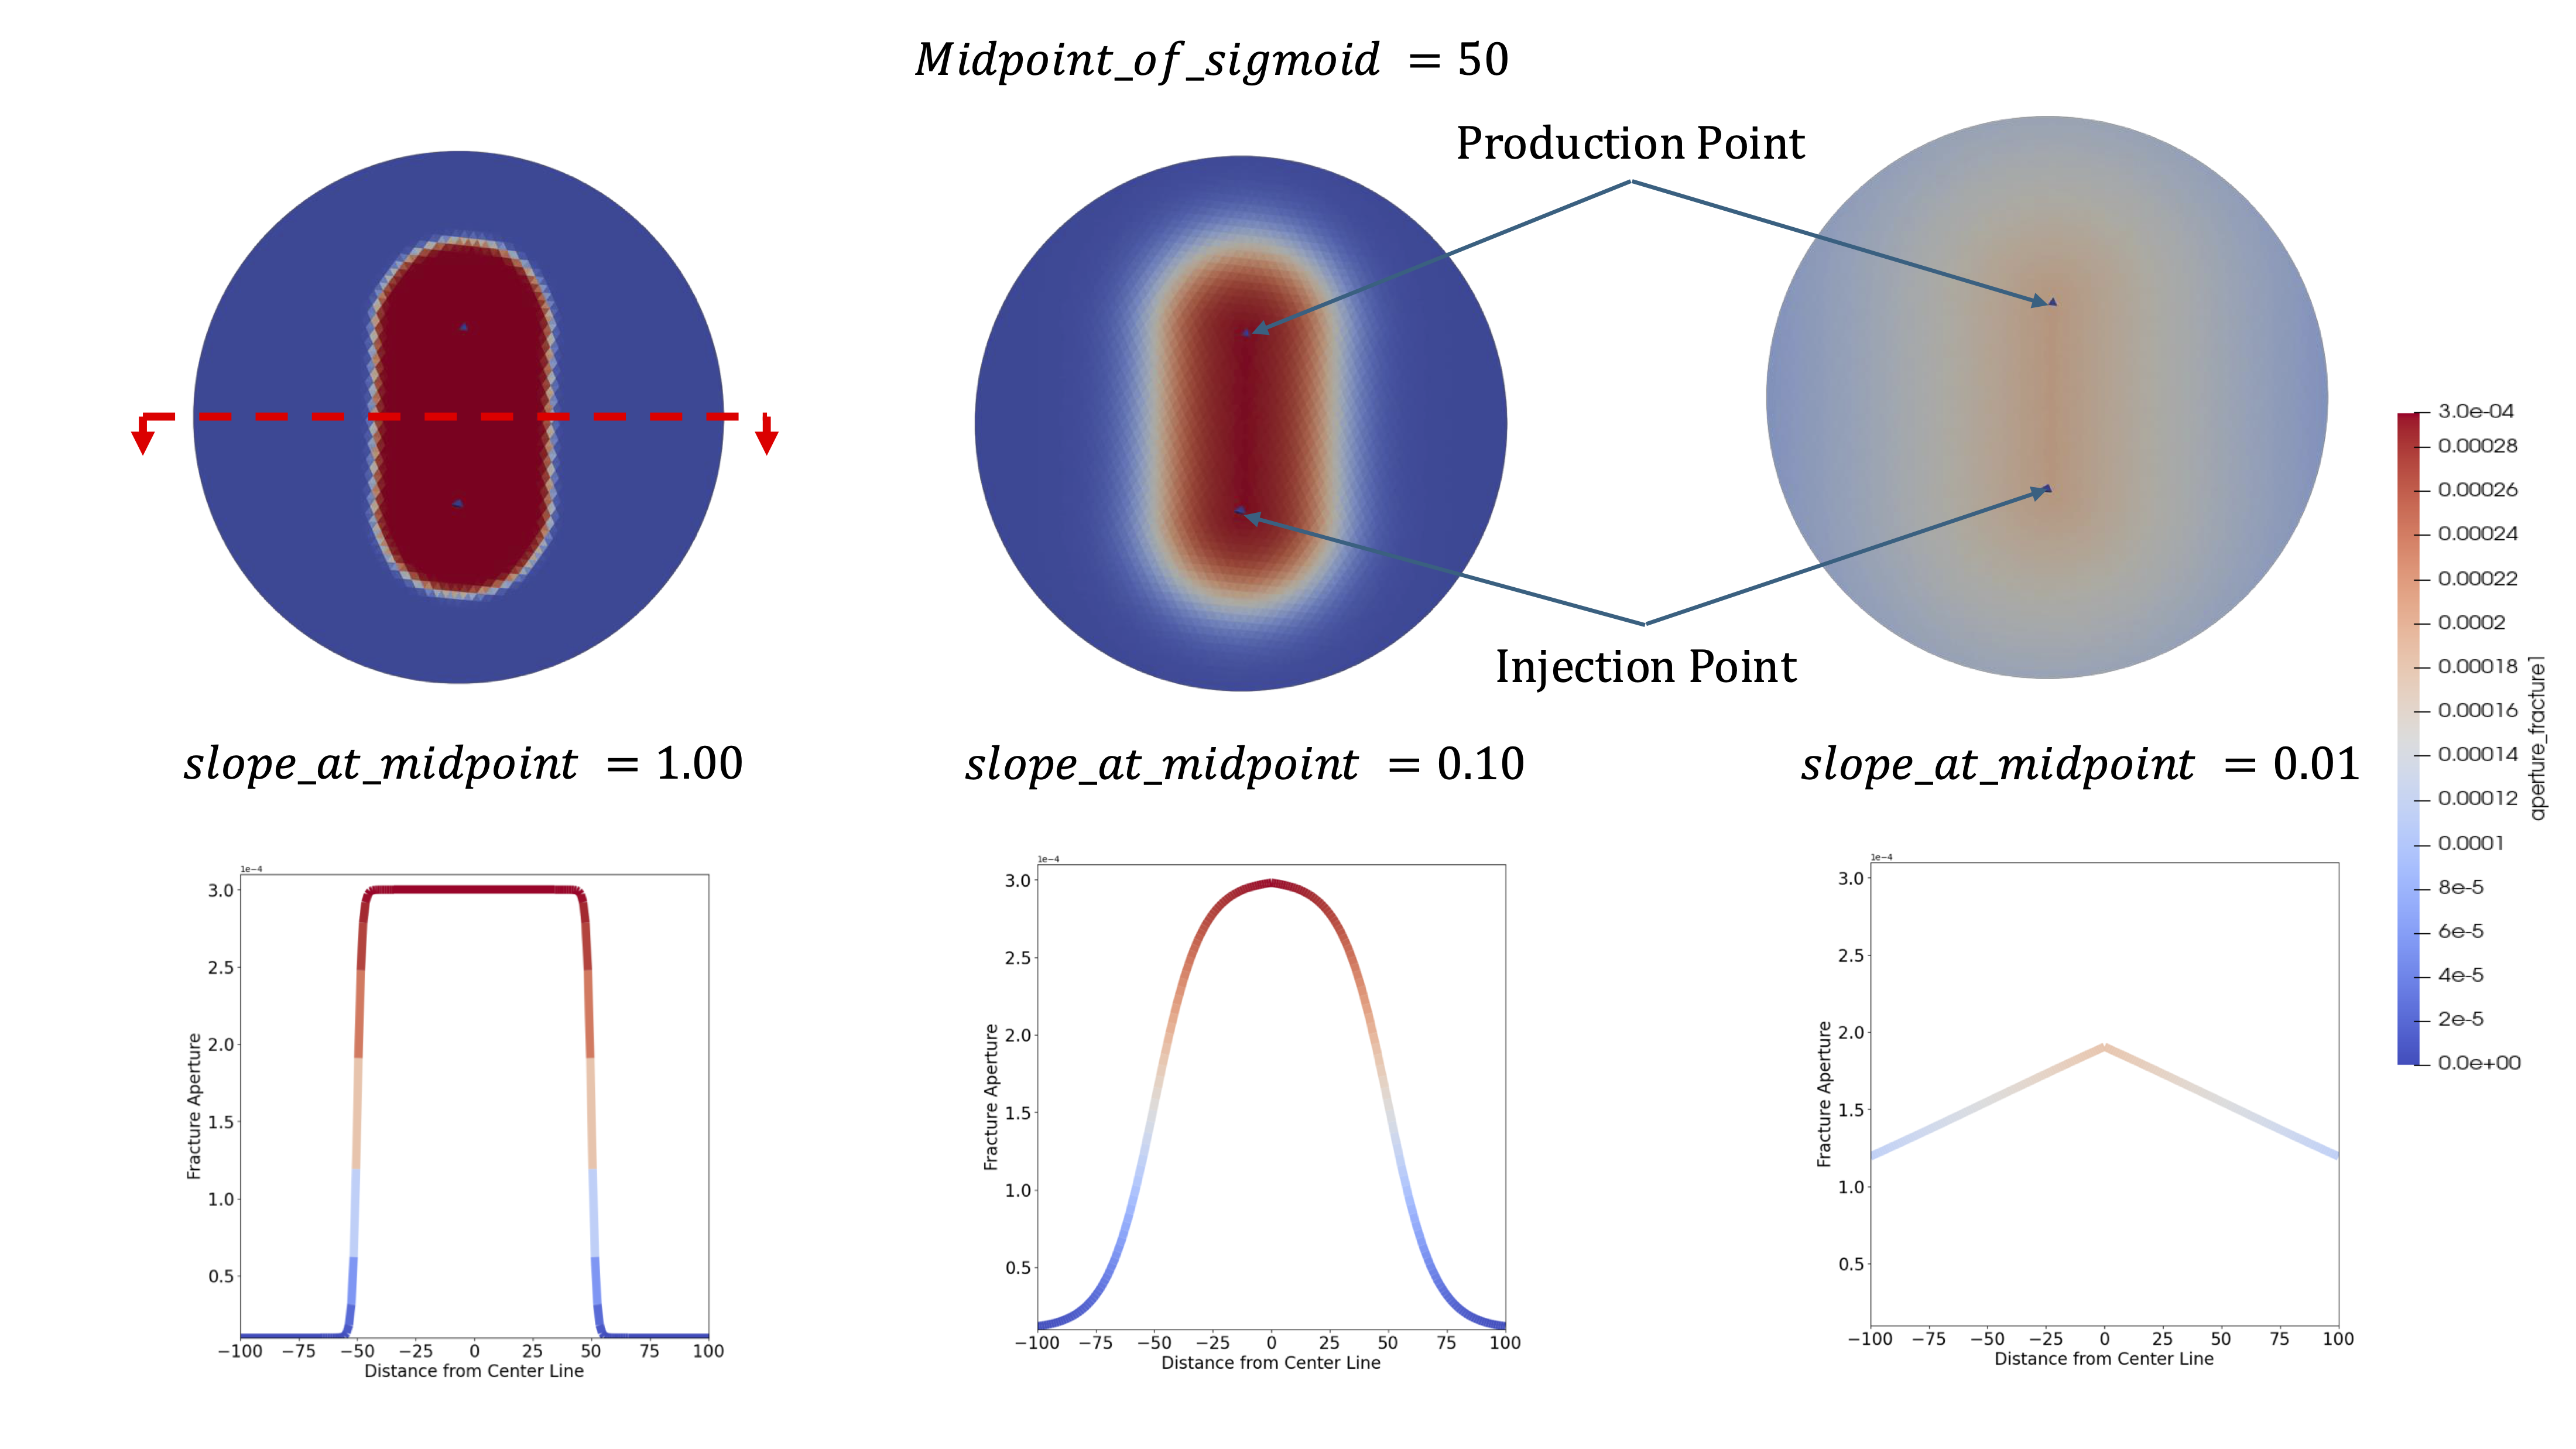 Midpoint_of_sigmoid = 50
Production Point
Injection Point
slope_at_midpoint = 1.00
slope_at_midpoint = 0.10
slope_at_midpoint = 0.01
3.0e-04
0.00028
0.00026
0.00024
0.00022
0.0002
0.00018
0.00016
0.00014
0.00012
0.0001
8e-5
6e-5
4e-5
2e-5
0.0e+00
aperture_fracture1
1e−4
3.0
2.5
2.0
1.5
1.0
0.5
Fracture Aperture
−100 −75 −50 −25 0 25 50 75 100
Distance from Center Line
1e−4
3.0
2.5
2.0
1.5
1.0
0.5
Fracture Aperture
−100 −75 −50 −25 0 25 50 75 100
Distance from Center Line
1e−4
3.0
2.5
2.0
1.5
1.0
0.5
Fracture Aperture
−100 −75 −50 −25 0 25 50 75 100
Distance from Center Line